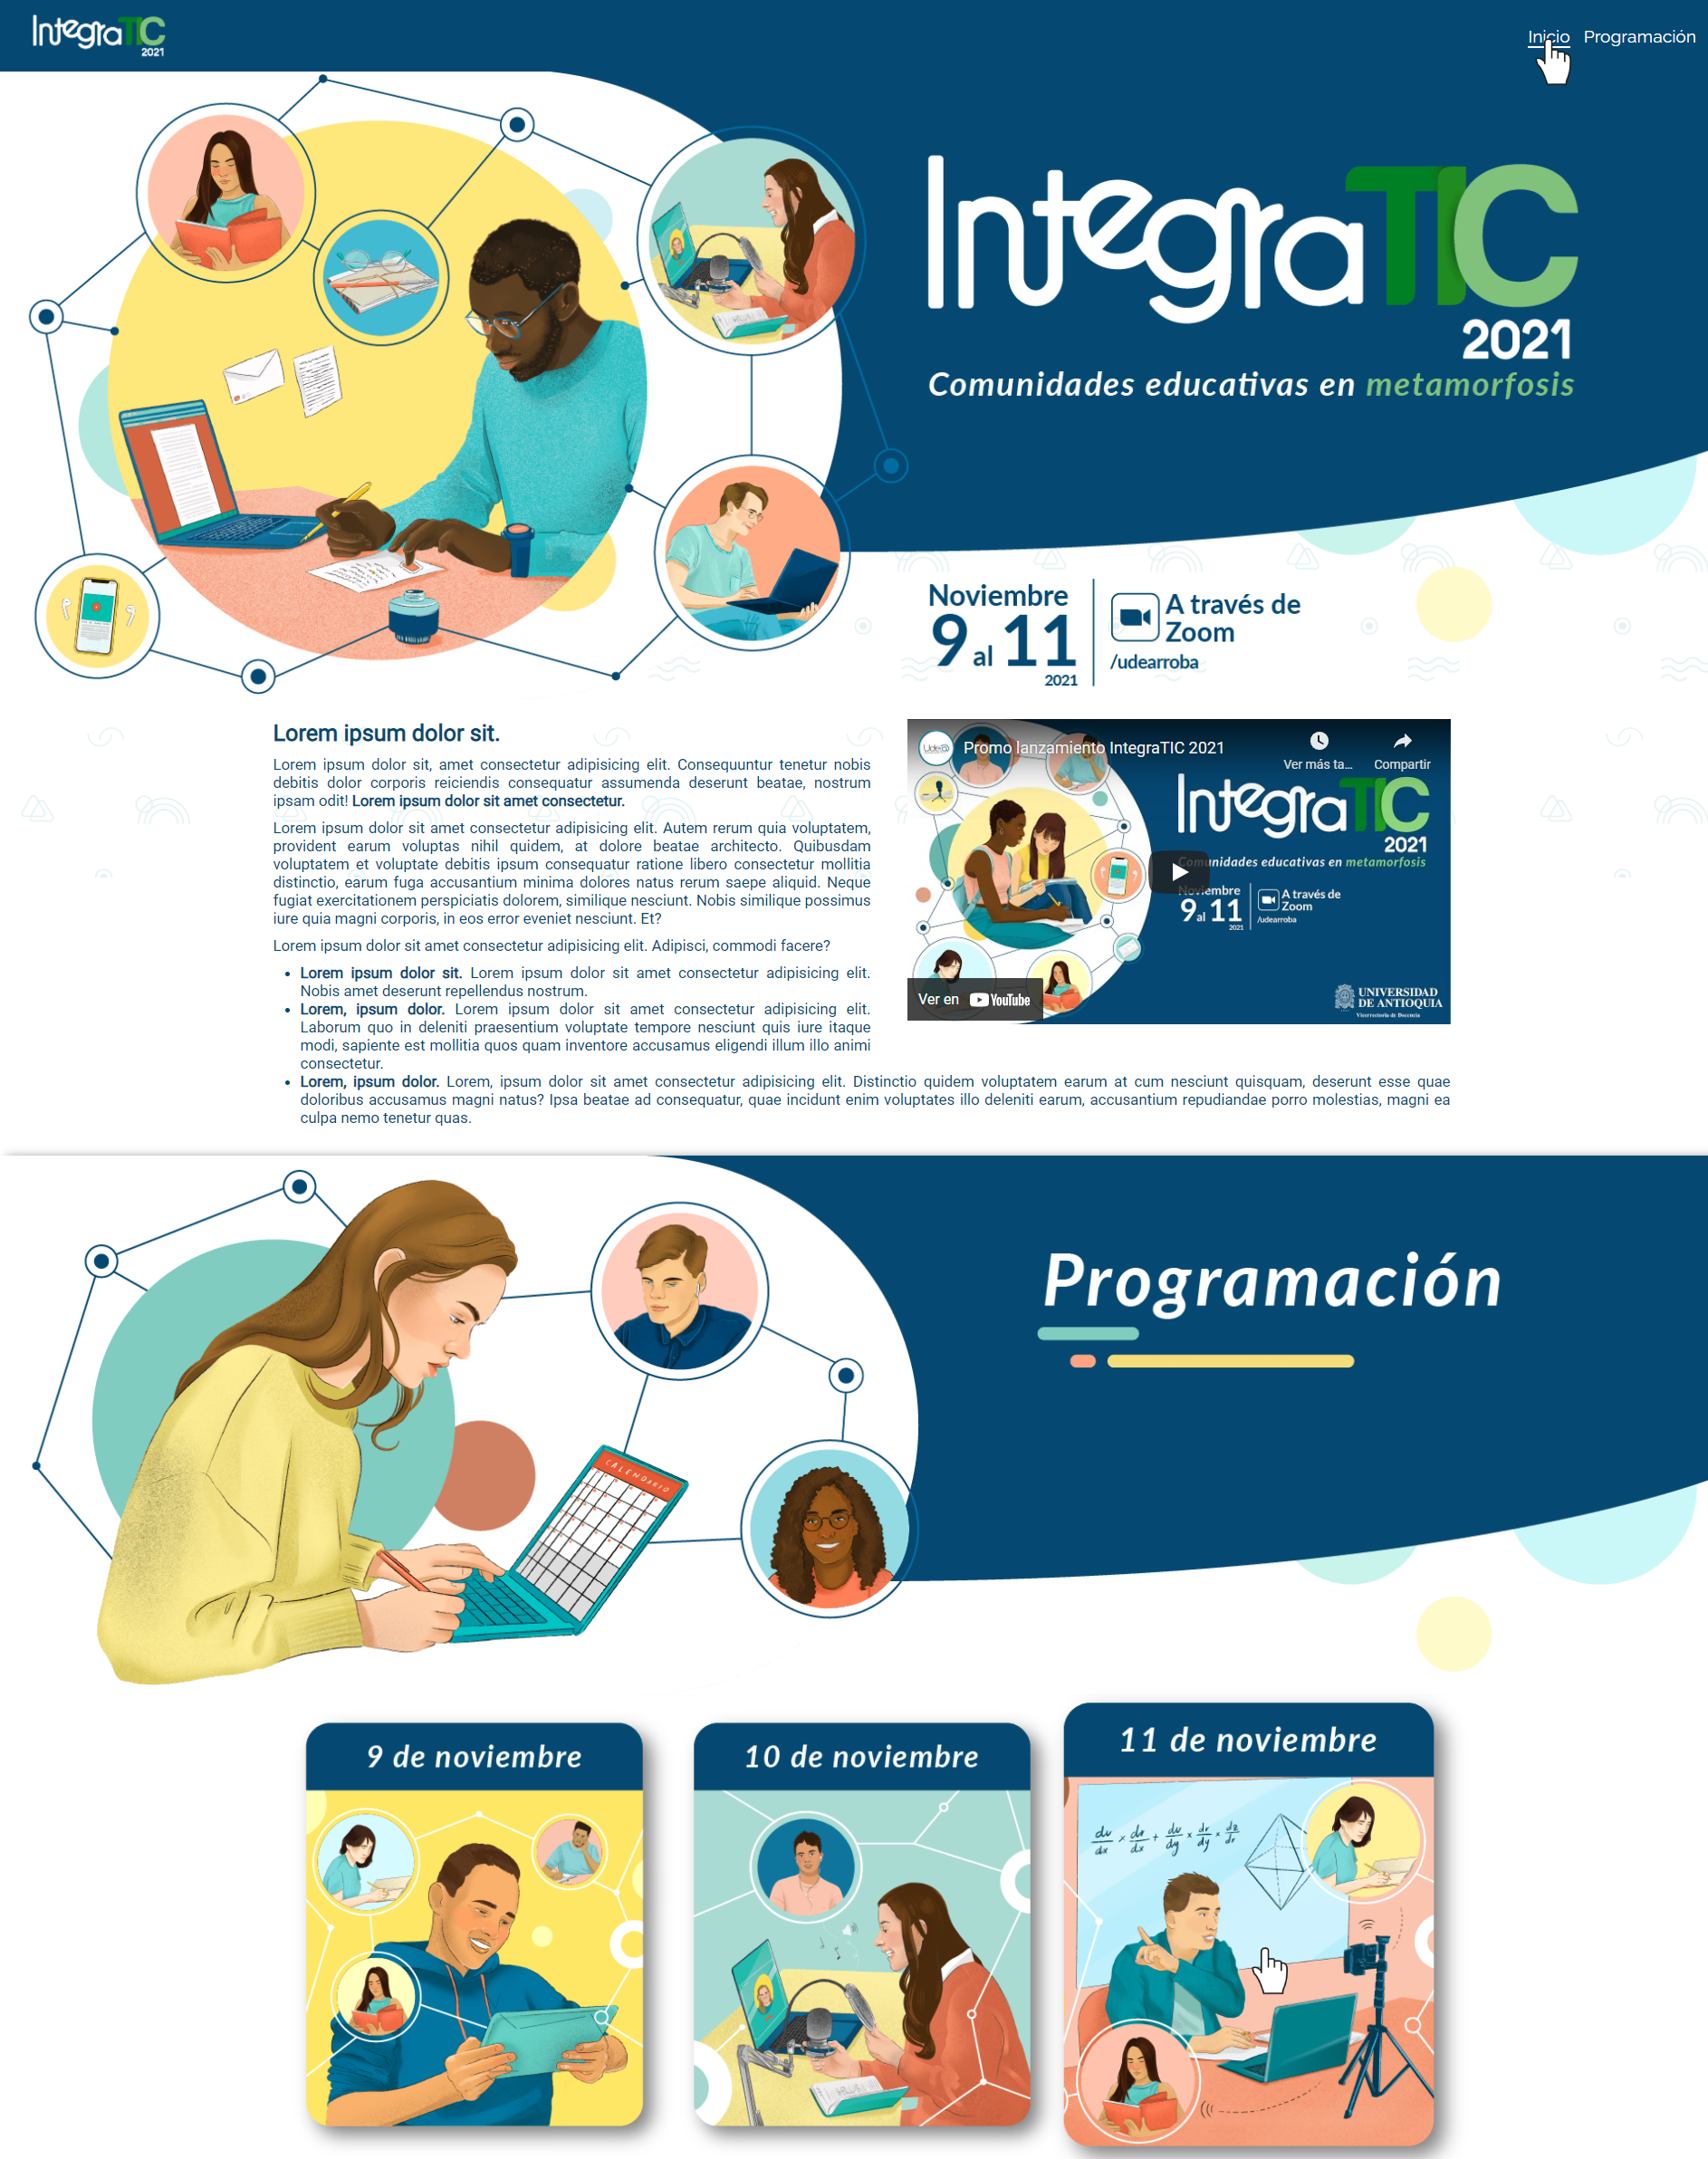 IntegraTIC
2021
Inicio Programación
IntegraTIC
2021
Comunidades educativas en metamorfosis
Noviembre
9 al 11
2021
A través de
Zoom
/udearroba
Lorem ipsum dolor sit.
Lorem ipsum dolor sit, amet consectetur adipisicing elit. Consequuntur tenetur nobis
debitis dolor corporis reiciendis consequatur assumenda deserunt beatae, nostrum
ipsam odit! Lorem ipsum dolor sit amet consectetur.
Lorem ipsum dolor sit amet consectetur adipisicing elit. Autem rerum quia voluptatem,
provident earum voluptas nihil quidem, at dolore beatae architecto. Quibusdam
voluptatem et voluptate debitis ipsum consequatur ratione libero consectetur mollitia
distinctio, earum fuga accusantium minima dolores natus rerum saepe aliquid. Neque
fugiat exercitationem perspiciatis dolorem, similique nesciunt. Nobis similique possimus
iure quia magni corporis, in eos error eveniet nesciunt. Et?
Lorem ipsum dolor sit amet consectetur adipisicing elit. Adipisci, commodi facere?
• Lorem ipsum dolor sit. Lorem ipsum dolor sit amet consectetur adipisicing elit.
Nobis amet deserunt repellendus nostrum.
• Lorem, ipsum dolor. Lorem ipsum dolor sit amet consectetur adipisicing elit.
Laborum quo in deleniti praesentium voluptate tempore nesciunt quis iure itaque
modi, sapiente est mollitia quos quam inventore accusamus eligendi illum illo animi
consectetur.
• Lorem, ipsum dolor. Lorem, ipsum dolor sit amet consectetur adipisicing elit. Distinctio quidem voluptatem earum at cum nesciunt quisquam, deserunt esse quae
doloribus accusamus magni natus? Ipsa beatae ad consequatur, quae incidunt enim voluptates illo deleniti earum, accusantium repudiandae porro molestias, magni ea
culpa nemo tenetur quas.
Ude@
Promo lanzamiento IntegraTIC 2021
Ver más ta...
Compartir
IntegraTIC
2021
Comunidades educativas en metamorfosis
Noviembre
9 al 11
2021
A través de
Zoom
/udearroba
Ver en YouTube
UNIVERSIDAD
DE ANTIOQUIA
Vicerrectoría de Docencia
Programación
CALENDARIO
9 de noviembre
10 de noviembre
11 de noviembre